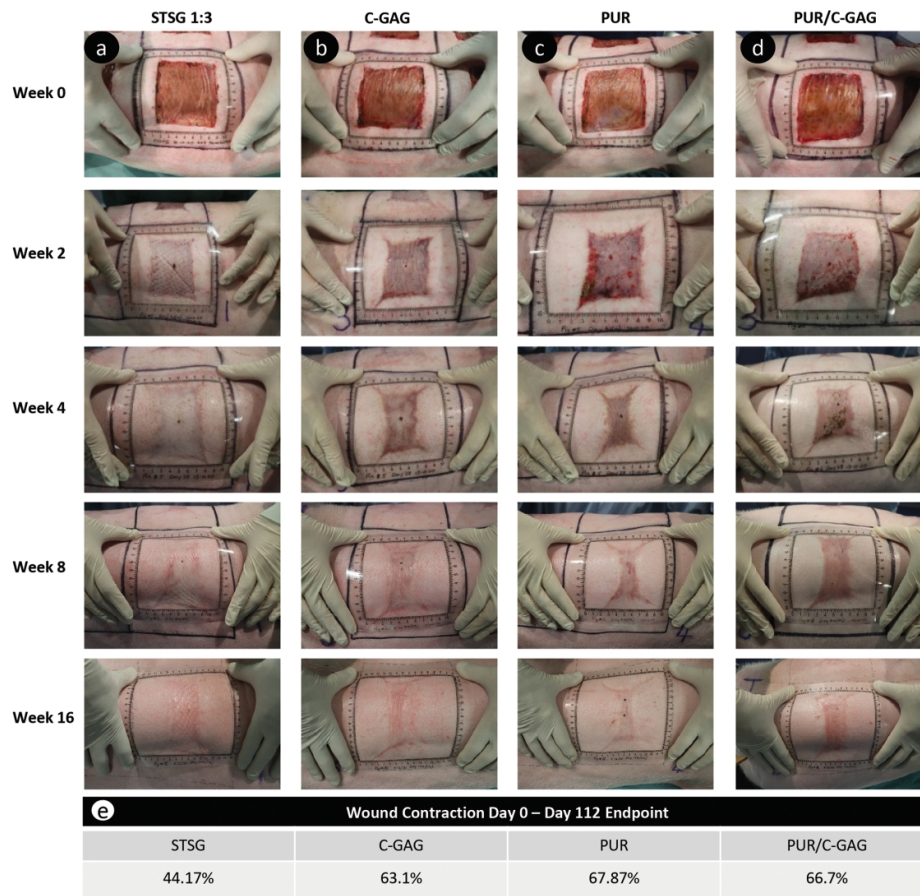 STSG 1:3 C-GAG PUR PUR/C-GAG
a b c d
Week 0
Week 2
Week 4
Week 8
Week 16
e Wound Contraction Day 0 – Day 112 Endpoint
STSG C-GAG PUR PUR/C-GAG
44.17% 63.1% 67.87% 66.7%